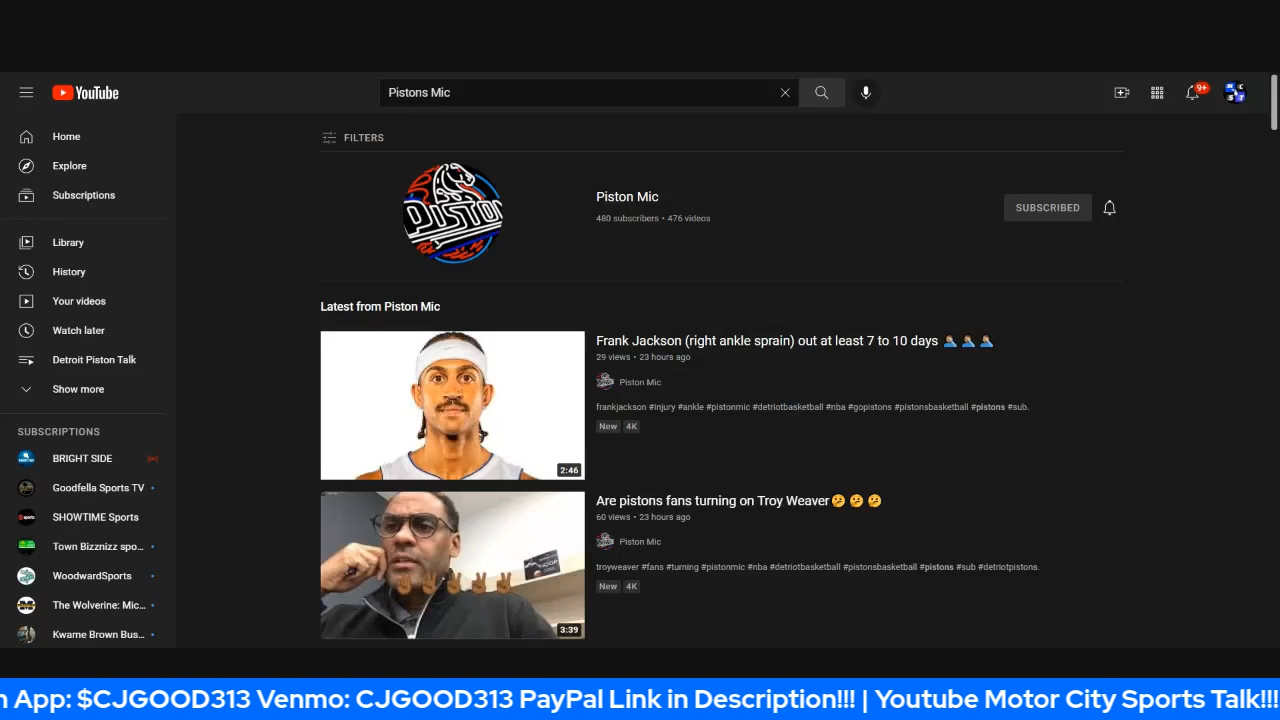 YouTube
Pistons Mic
9+
Home
Explore
Subscriptions
Library
History
Your videos
Watch later
Detroit Piston Talk
Show more
SUBSCRIPTIONS
BRIGHT SIDE
Goodfella Sports TV
SHOWTIME Sports
Town Bizznizz spo...
WoodwardSports
The Wolverine: Mic...
Kwame Brown Bus...
FILTERS
PISTON
Piston Mic
480 subscribers • 476 videos
SUBSCRIBED
Latest from Piston Mic
2:46
Frank Jackson (right ankle sprain) out at least 7 to 10 days 🤦🏽‍♂️ 🤦🏽‍♂️ 🤦🏽‍♂️
29 views • 23 hours ago
Piston Mic
frankjackson #injury #ankle #pistonmic #detriotbasketball #nba #gopistons #pistonsbasketball #pistons #sub.
New 4K
3:39
Are pistons fans turning on Troy Weaver🤔 🤔 🤔
60 views • 23 hours ago
Piston Mic
troyweaver #fans #turning #pistonmic #nba #detriotbasketball #pistonsbasketball #pistons #sub #detriotpistons.
New 4K
App: $CJGOOD313 Venmo: CJGOOD313 PayPal Link in Description!!! | Youtube Motor City Sports Talk!!!